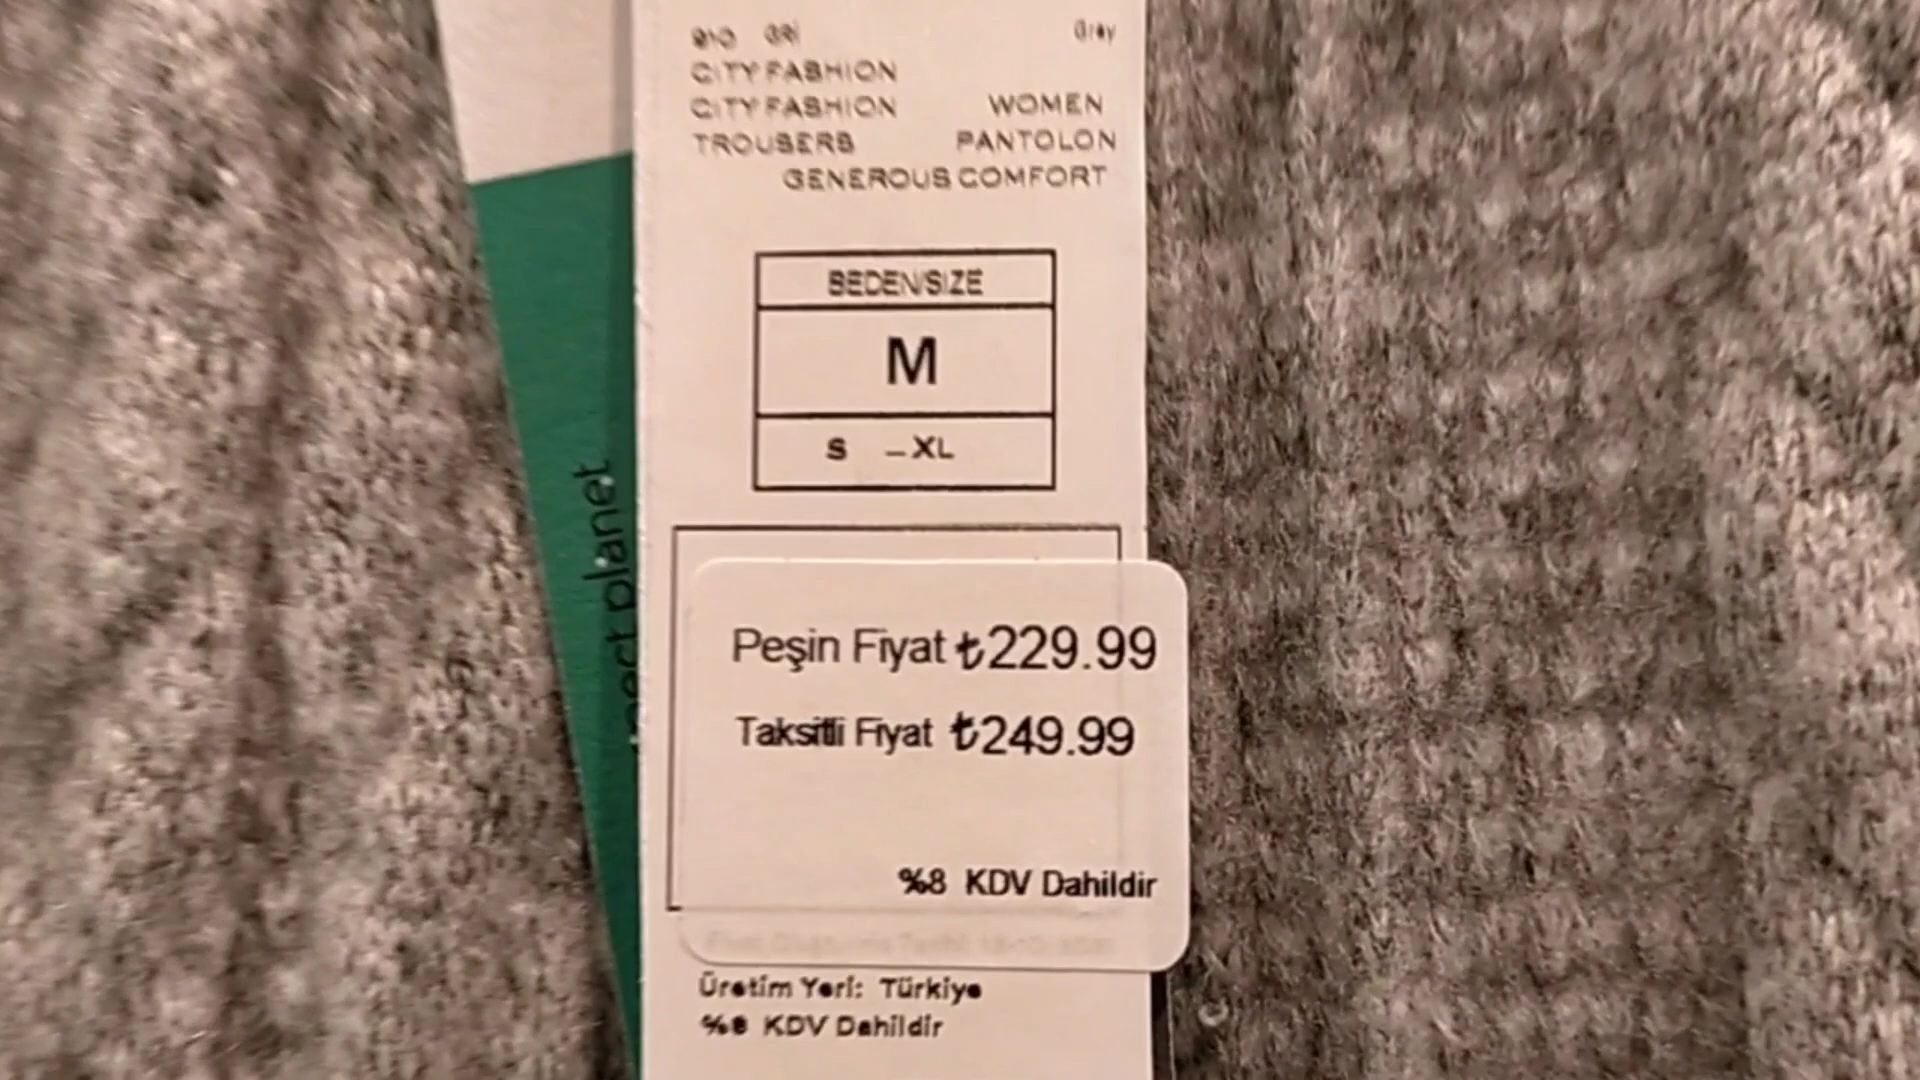 910 GRİ Gray
CITY FASHION
CITY FASHION WOMEN
TROUSERS PANTOLON
GENEROUS COMFORT
BEDEN/SIZE
M
S – XL
planet
Peşin Fiyat ₺229.99
Taksitli Fiyat ₺249.99
%8 KDV Dahildir
Üretim Yeri: Türkiye
%8 KDV Dahildir